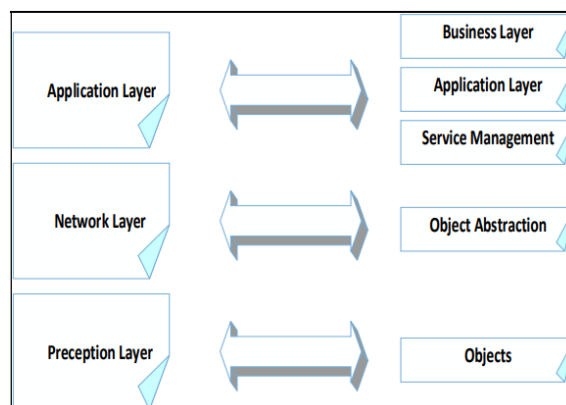 Business Layer
Application Layer
Application Layer
Service Management
Network Layer
Object Abstraction
Preception Layer
Objects